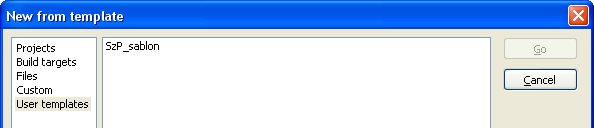 New from template
Projects
Build targets
Files
Custom
User templates
SzP_sablon
Go
Cancel